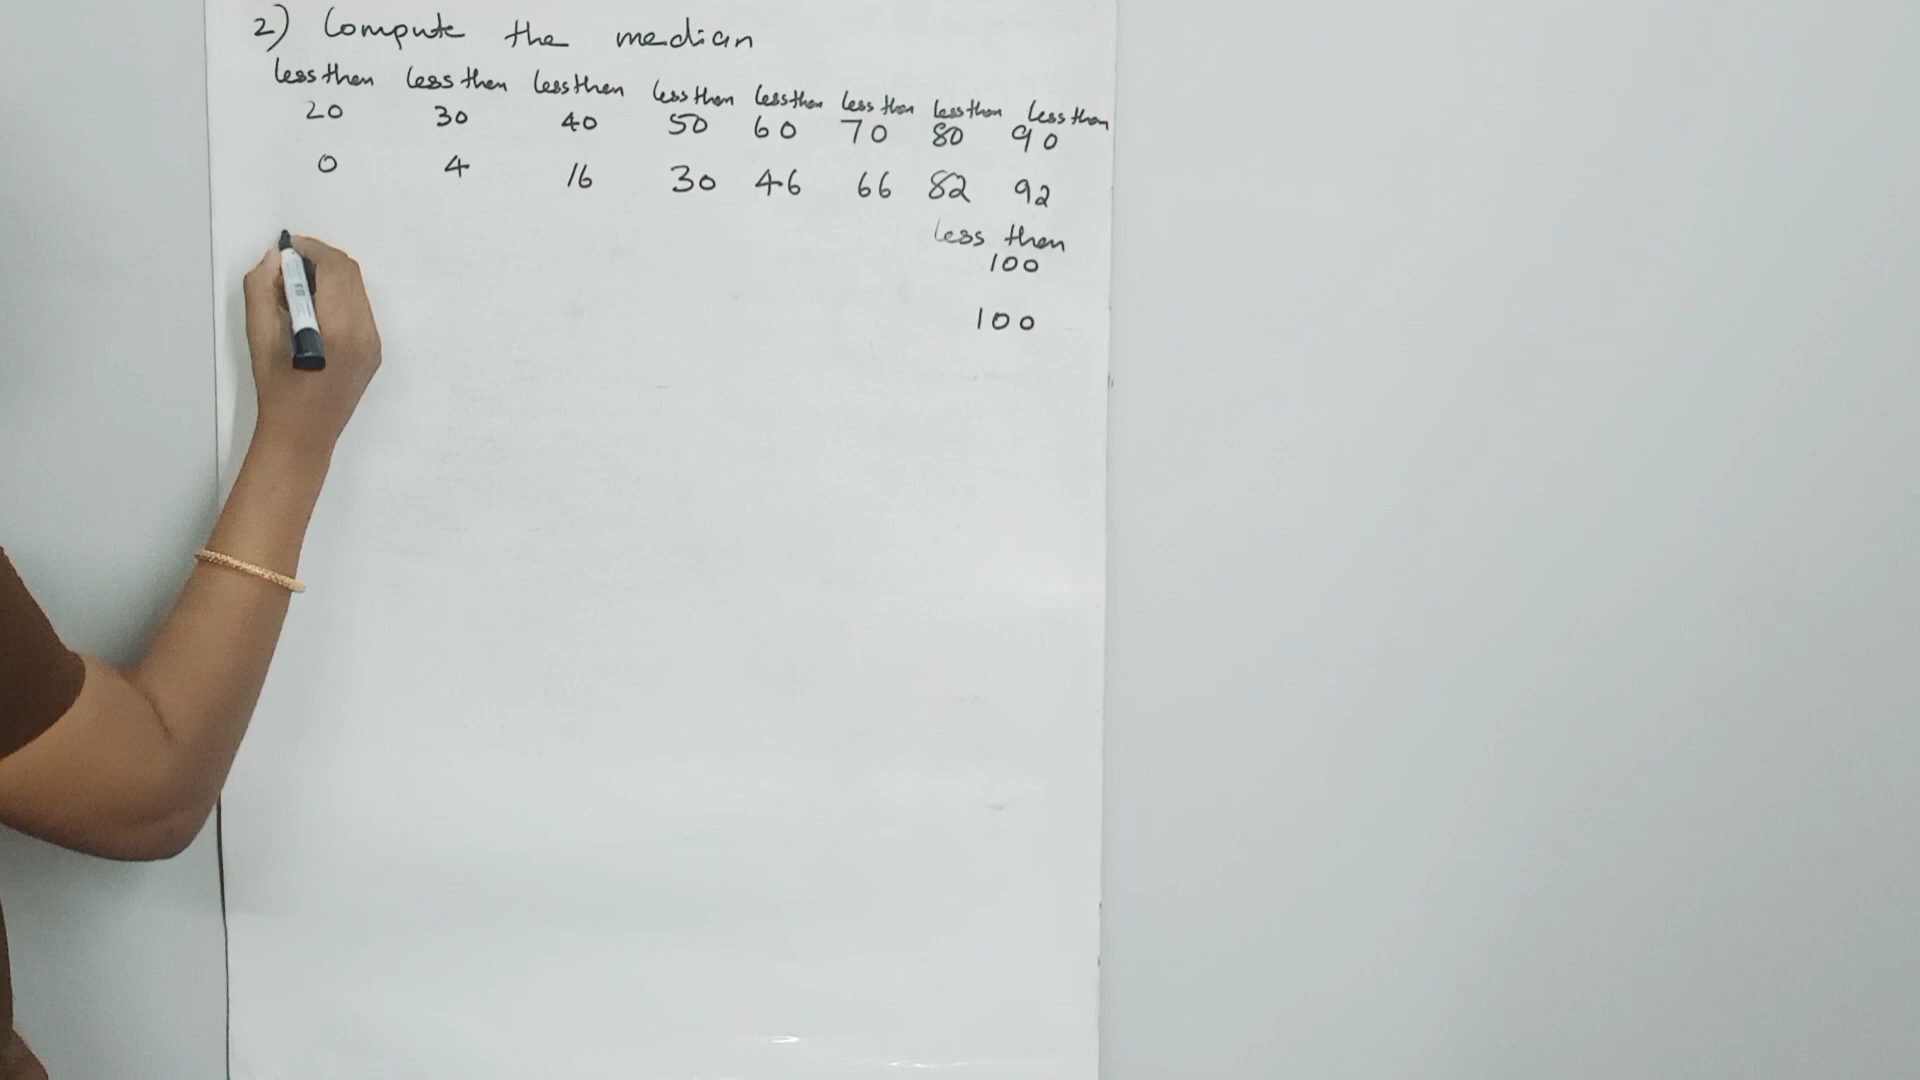 2) Compute the median
less then less then less then less then less then less then less then less then
20 30 40 50 60 70 80 90
0 4 16 30 46 66 82 92
less then
100
100